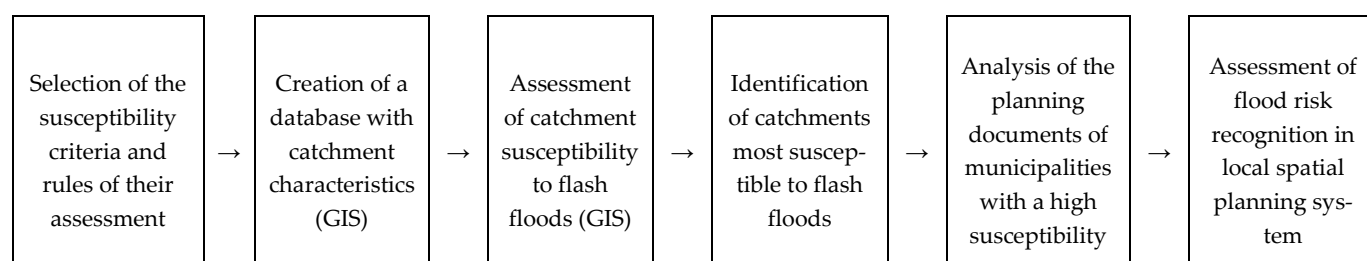 Selection of the
susceptibility
criteria and
rules of their
assessment
→
Creation of a
database with
catchment
characteristics
(GIS)
→
Assessment
of catchment
susceptibility
to flash
floods (GIS)
→
Identification
of catchments
most suscep-
tible to flash
floods
→
Analysis of the
planning
documents of
municipalities
with a high
susceptibility
→
Assessment of
flood risk
recognition in
local spatial
planning sys-
tem